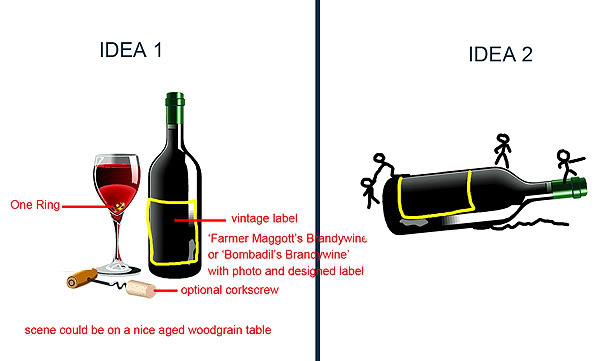 IDEA 1
One Ring
vintage label
‘Farmer Maggott’s Brandywine
or ‘Bombadil’s Brandywine’
with photo and designed label
optional corkscrew
scene could be on a nice aged woodgrain table
IDEA 2